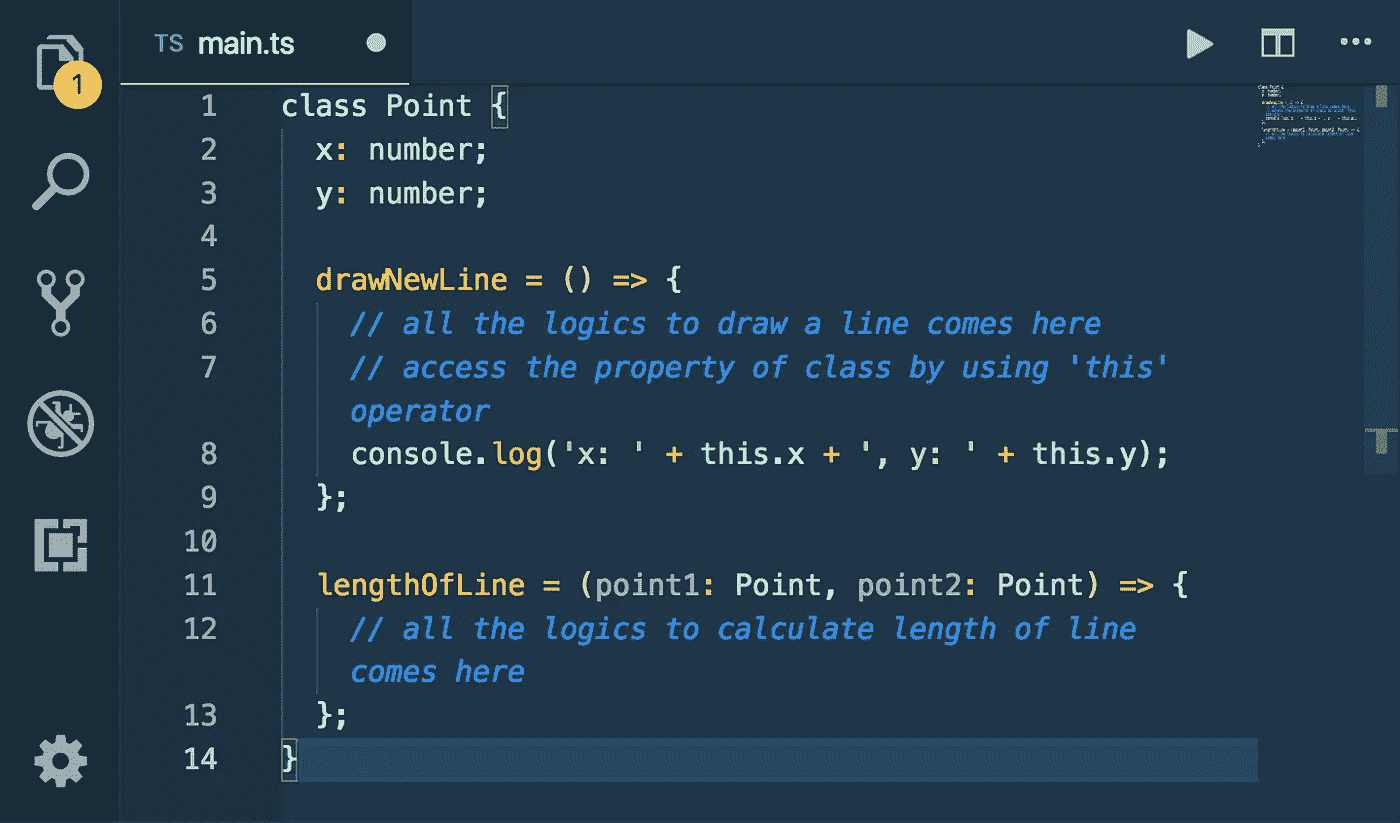 TS main.ts
1
1 class Point {
2 x: number;
3 y: number;
4
5 drawNewLine = () => {
6 // all the logics to draw a line comes here
7 // access the property of class by using 'this'
operator
8 console.log('x: ' + this.x + ', y: ' + this.y);
9 };
10
11 lengthOfLine = (point1: Point, point2: Point) => {
12 // all the logics to calculate length of line
comes here
13 };
14 }